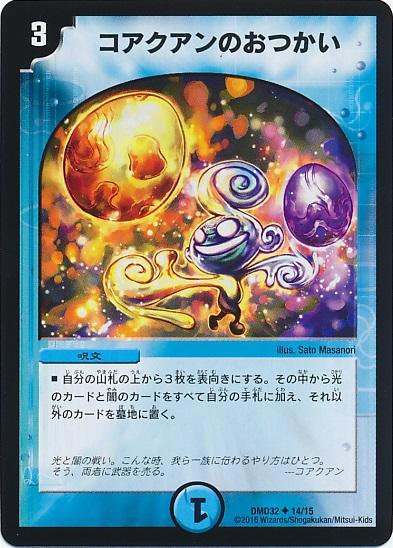 3
コアクアンのおつかい
illus. Sato Masanori
呪文
■ 自分の山札の上から3枚を表向きにする。その中から光
のカードと闇のカードをすべて自分の手札に加え、それ以
外のカードを墓地に置く。
光と闇の戦い。こんな時、我ら一族に伝わるやり方はひとつ。
そう、両造に武器を売る。 ---コアクアン
1
DMD32 ◆ 14/15
©2016 Wizards/Shogakukan/Mitsui-Kids